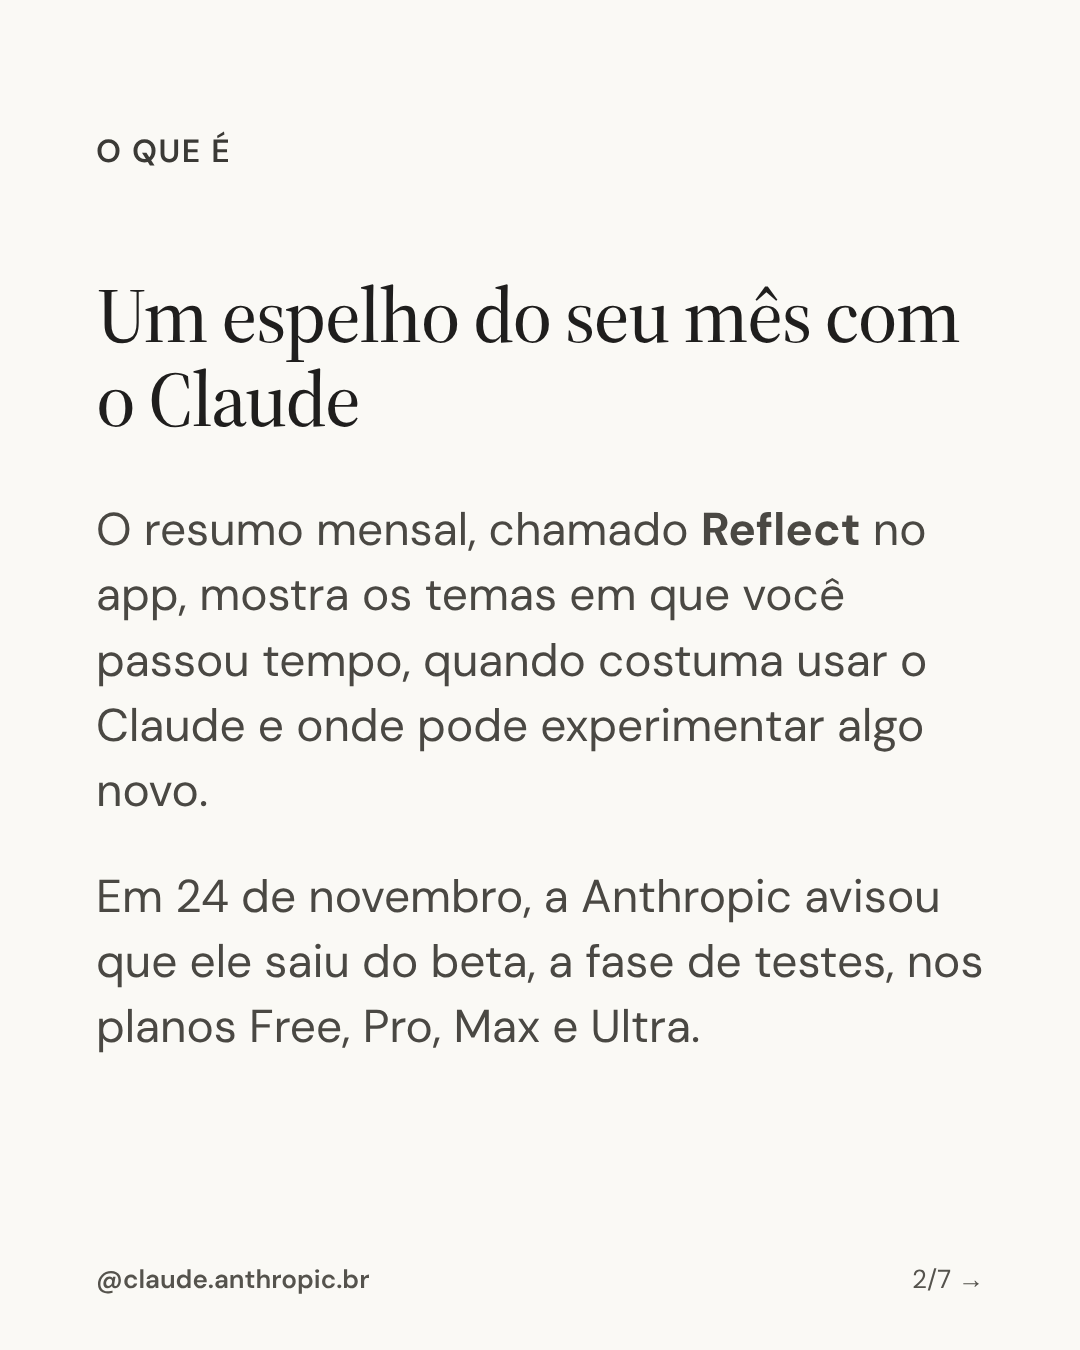 O QUE É
Um espelho do seu mês com
o Claude
O resumo mensal, chamado Reflect no
app, mostra os temas em que você
passou tempo, quando costuma usar o
Claude e onde pode experimentar algo
novo.
Em 24 de novembro, a Anthropic avisou
que ele saiu do beta, a fase de testes, nos
planos Free, Pro, Max e Ultra.
@claude.anthropic.br
2/7 →